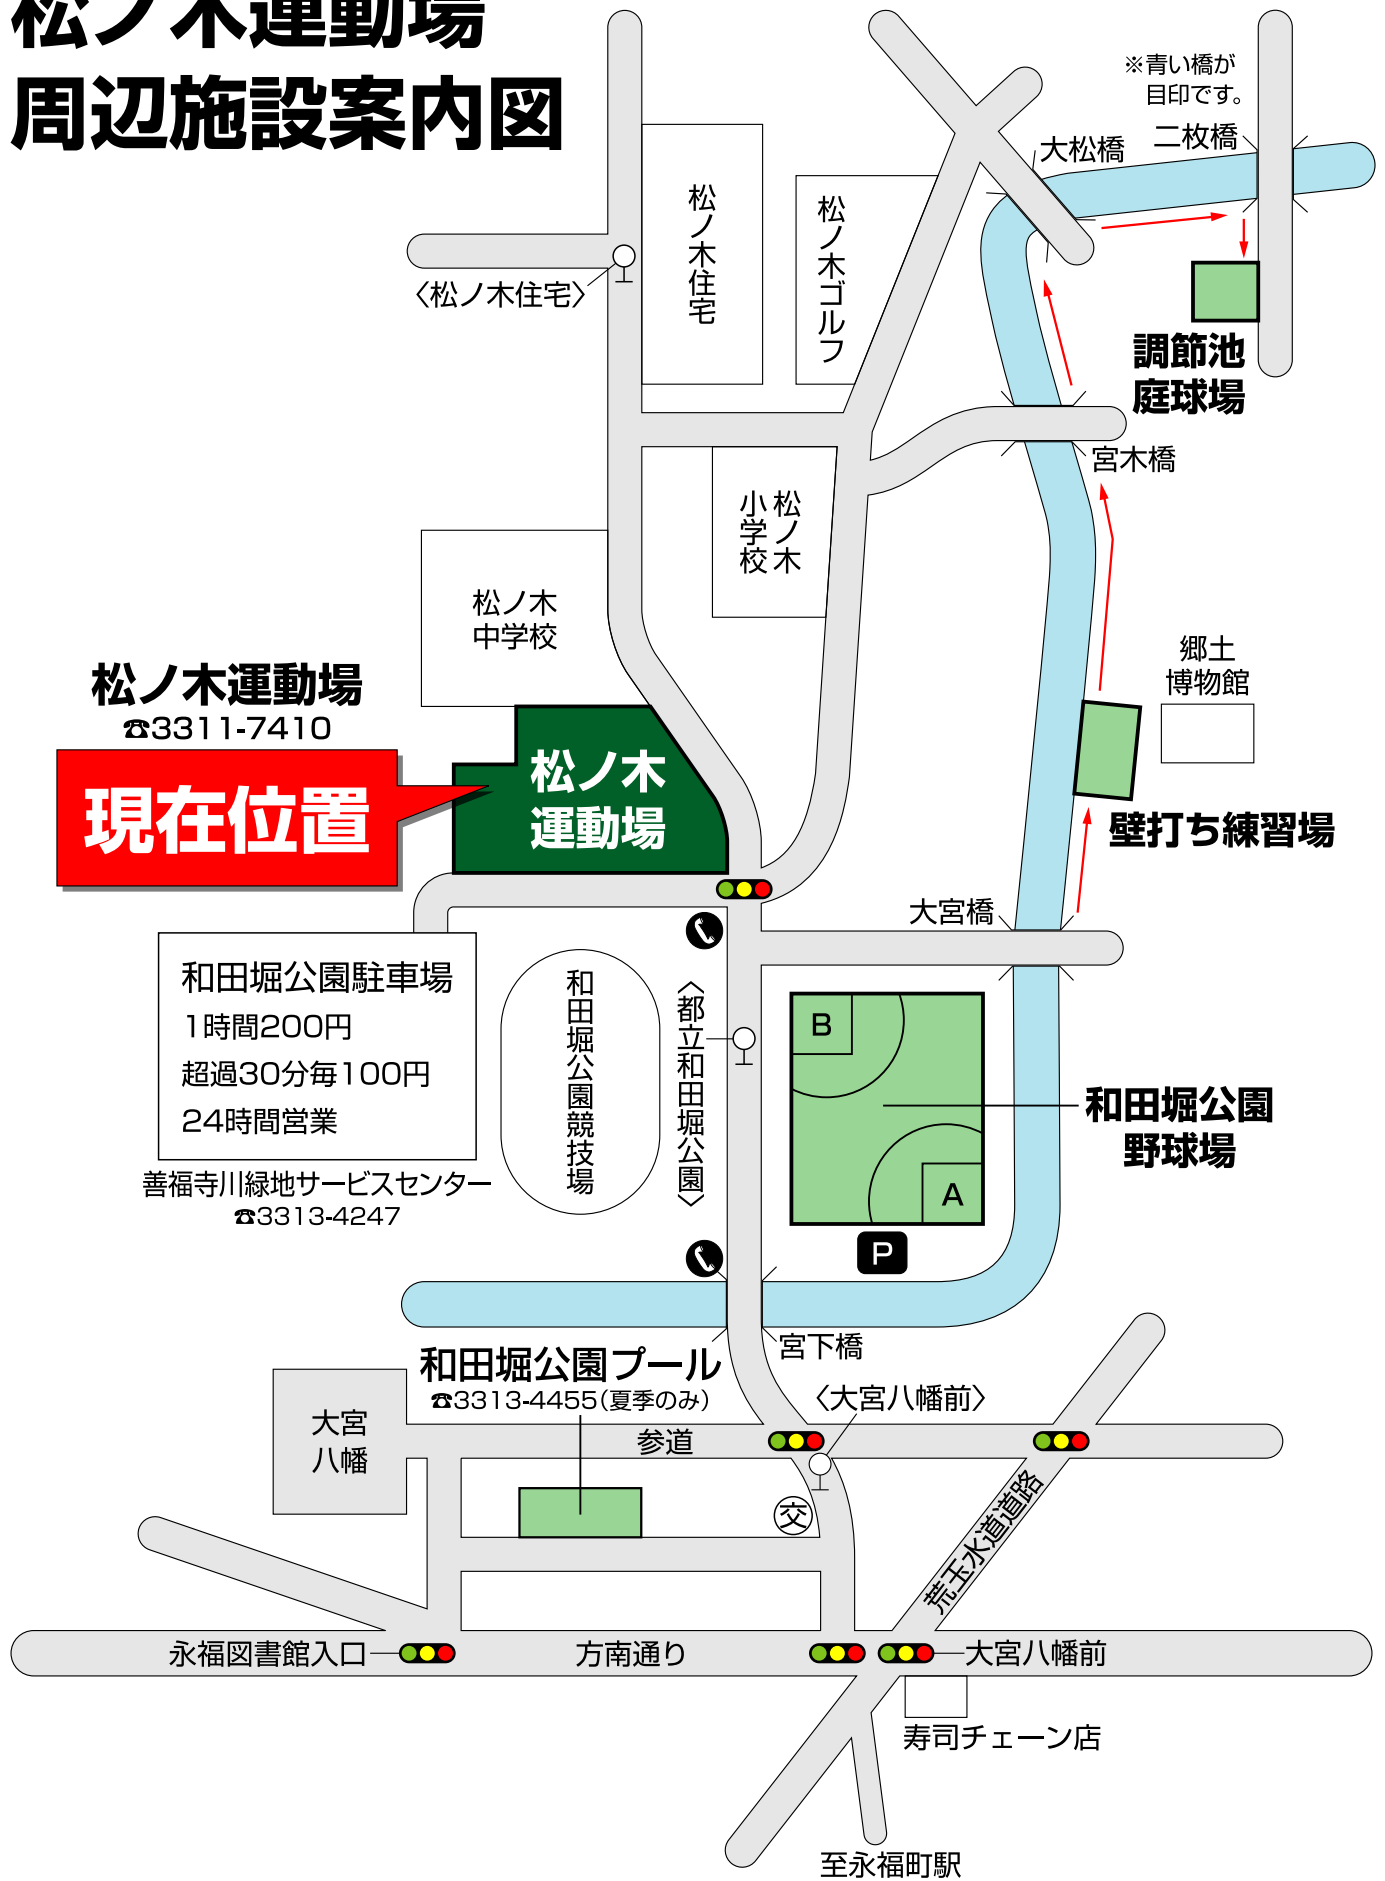 松ノ木運動場
周辺施設案内図
※青い橋が
目印です。
二枚橋
大松橋
松ノ木住宅
松ノ木ゴルフ
〈松ノ木住宅〉
調節池
庭球場
宮木橋
松ノ木
小学校
松ノ木
中学校
郷土
博物館
松ノ木運動場
☎3311-7410
現在位置
松ノ木
運動場
壁打ち練習場
大宮橋
和田堀公園駐車場
1時間200円
超過30分毎100円
24時間営業
善福寺川緑地サービスセンター
☎3313-4247
和田堀公園競技場
〈都立和田堀公園〉
B
A
和田堀公園
野球場
P
宮下橋
和田堀公園プール
☎3313-4455(夏季のみ)
〈大宮八幡前〉
大宮
八幡
参道
交
荒玉水道道路
永福図書館入口
方南通り
大宮八幡前
寿司チェーン店
至永福町駅